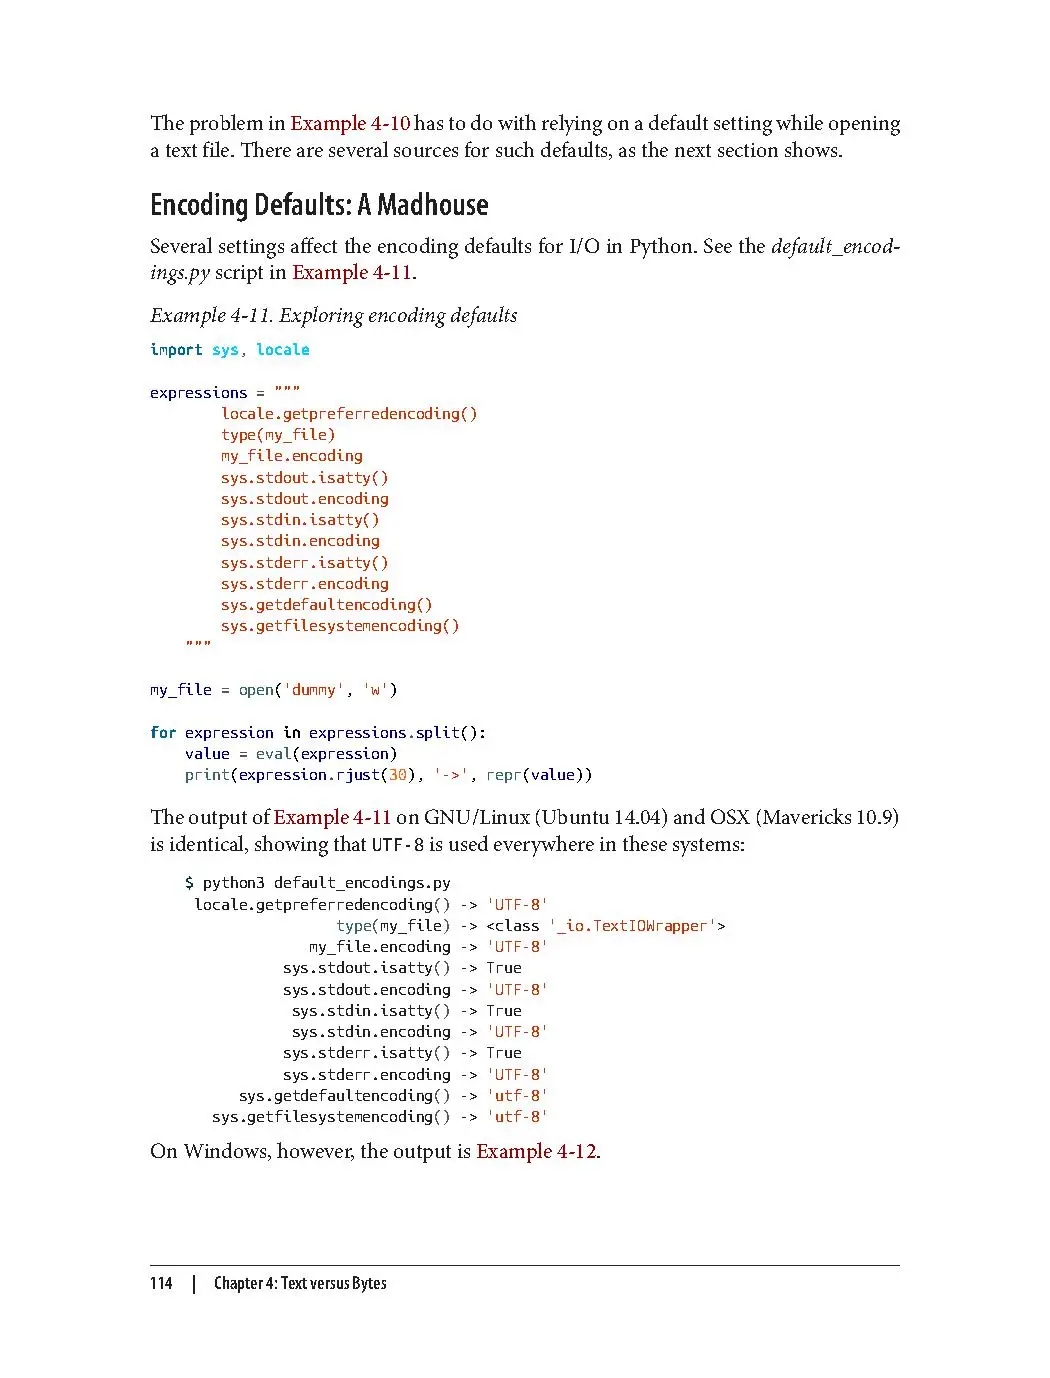 The problem in Example 4-10 has to do with relying on a default setting while opening
a text file. There are several sources for such defaults, as the next section shows.
Encoding Defaults: A Madhouse
Several settings affect the encoding defaults for I/O in Python. See the default_encod-
ings.py script in Example 4-11.
Example 4-11. Exploring encoding defaults
import sys, locale
expressions = """
        locale.getpreferredencoding()
        type(my_file)
        my_file.encoding
        sys.stdout.isatty()
        sys.stdout.encoding
        sys.stdin.isatty()
        sys.stdin.encoding
        sys.stderr.isatty()
        sys.stderr.encoding
        sys.getdefaultencoding()
        sys.getfilesystemencoding()
    """
my_file = open('dummy', 'w')
for expression in expressions.split():
    value = eval(expression)
    print(expression.rjust(30), '->', repr(value))
The output of Example 4-11 on GNU/Linux (Ubuntu 14.04) and OSX (Mavericks 10.9)
is identical, showing that UTF-8 is used everywhere in these systems:
$ python3 default_encodings.py
 locale.getpreferredencoding() -> 'UTF-8'
                 type(my_file) -> <class '_io.TextIOWrapper'>
              my_file.encoding -> 'UTF-8'
           sys.stdout.isatty() -> True
           sys.stdout.encoding -> 'UTF-8'
            sys.stdin.isatty() -> True
            sys.stdin.encoding -> 'UTF-8'
           sys.stderr.isatty() -> True
           sys.stderr.encoding -> 'UTF-8'
      sys.getdefaultencoding() -> 'utf-8'
   sys.getfilesystemencoding() -> 'utf-8'
On Windows, however, the output is Example 4-12.
114 | Chapter 4: Text versus Bytes